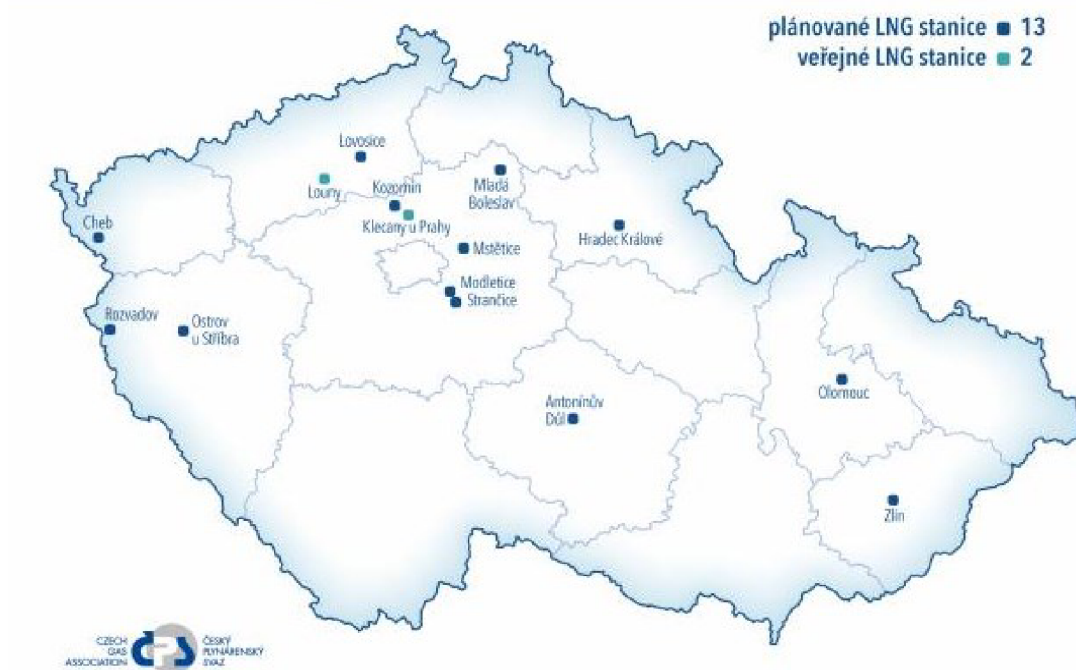 plánované LNG stanice 13
veřejné LNG stanice 2
Lovosice
Louny
Kozomín
Klecany u Prahy
Mladá
Boleslav
Cheb
Hradec Králové
Mstětice
Modletice
Strančice
Rozvadov
Ostrov
u Stříbra
Antonínův
Důl
Olomouc
Zlín
CZECH
GAS
ASSOCIATION
ČPS
ČESKÝ
PLYNÁRENSKÝ
SVAZ